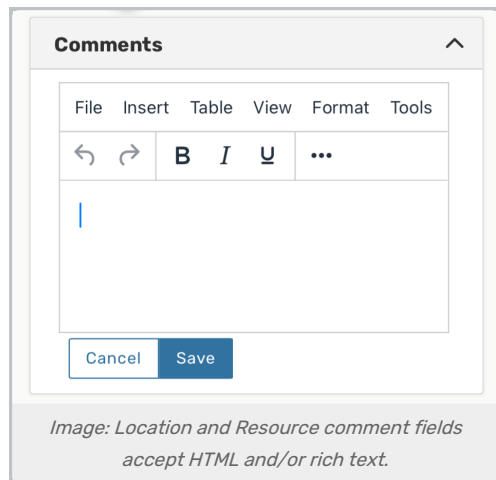 Comments
File Insert Table View Format Tools
B I U ...
Cancel Save
Image: Location and Resource comment fields
accept HTML and/or rich text.